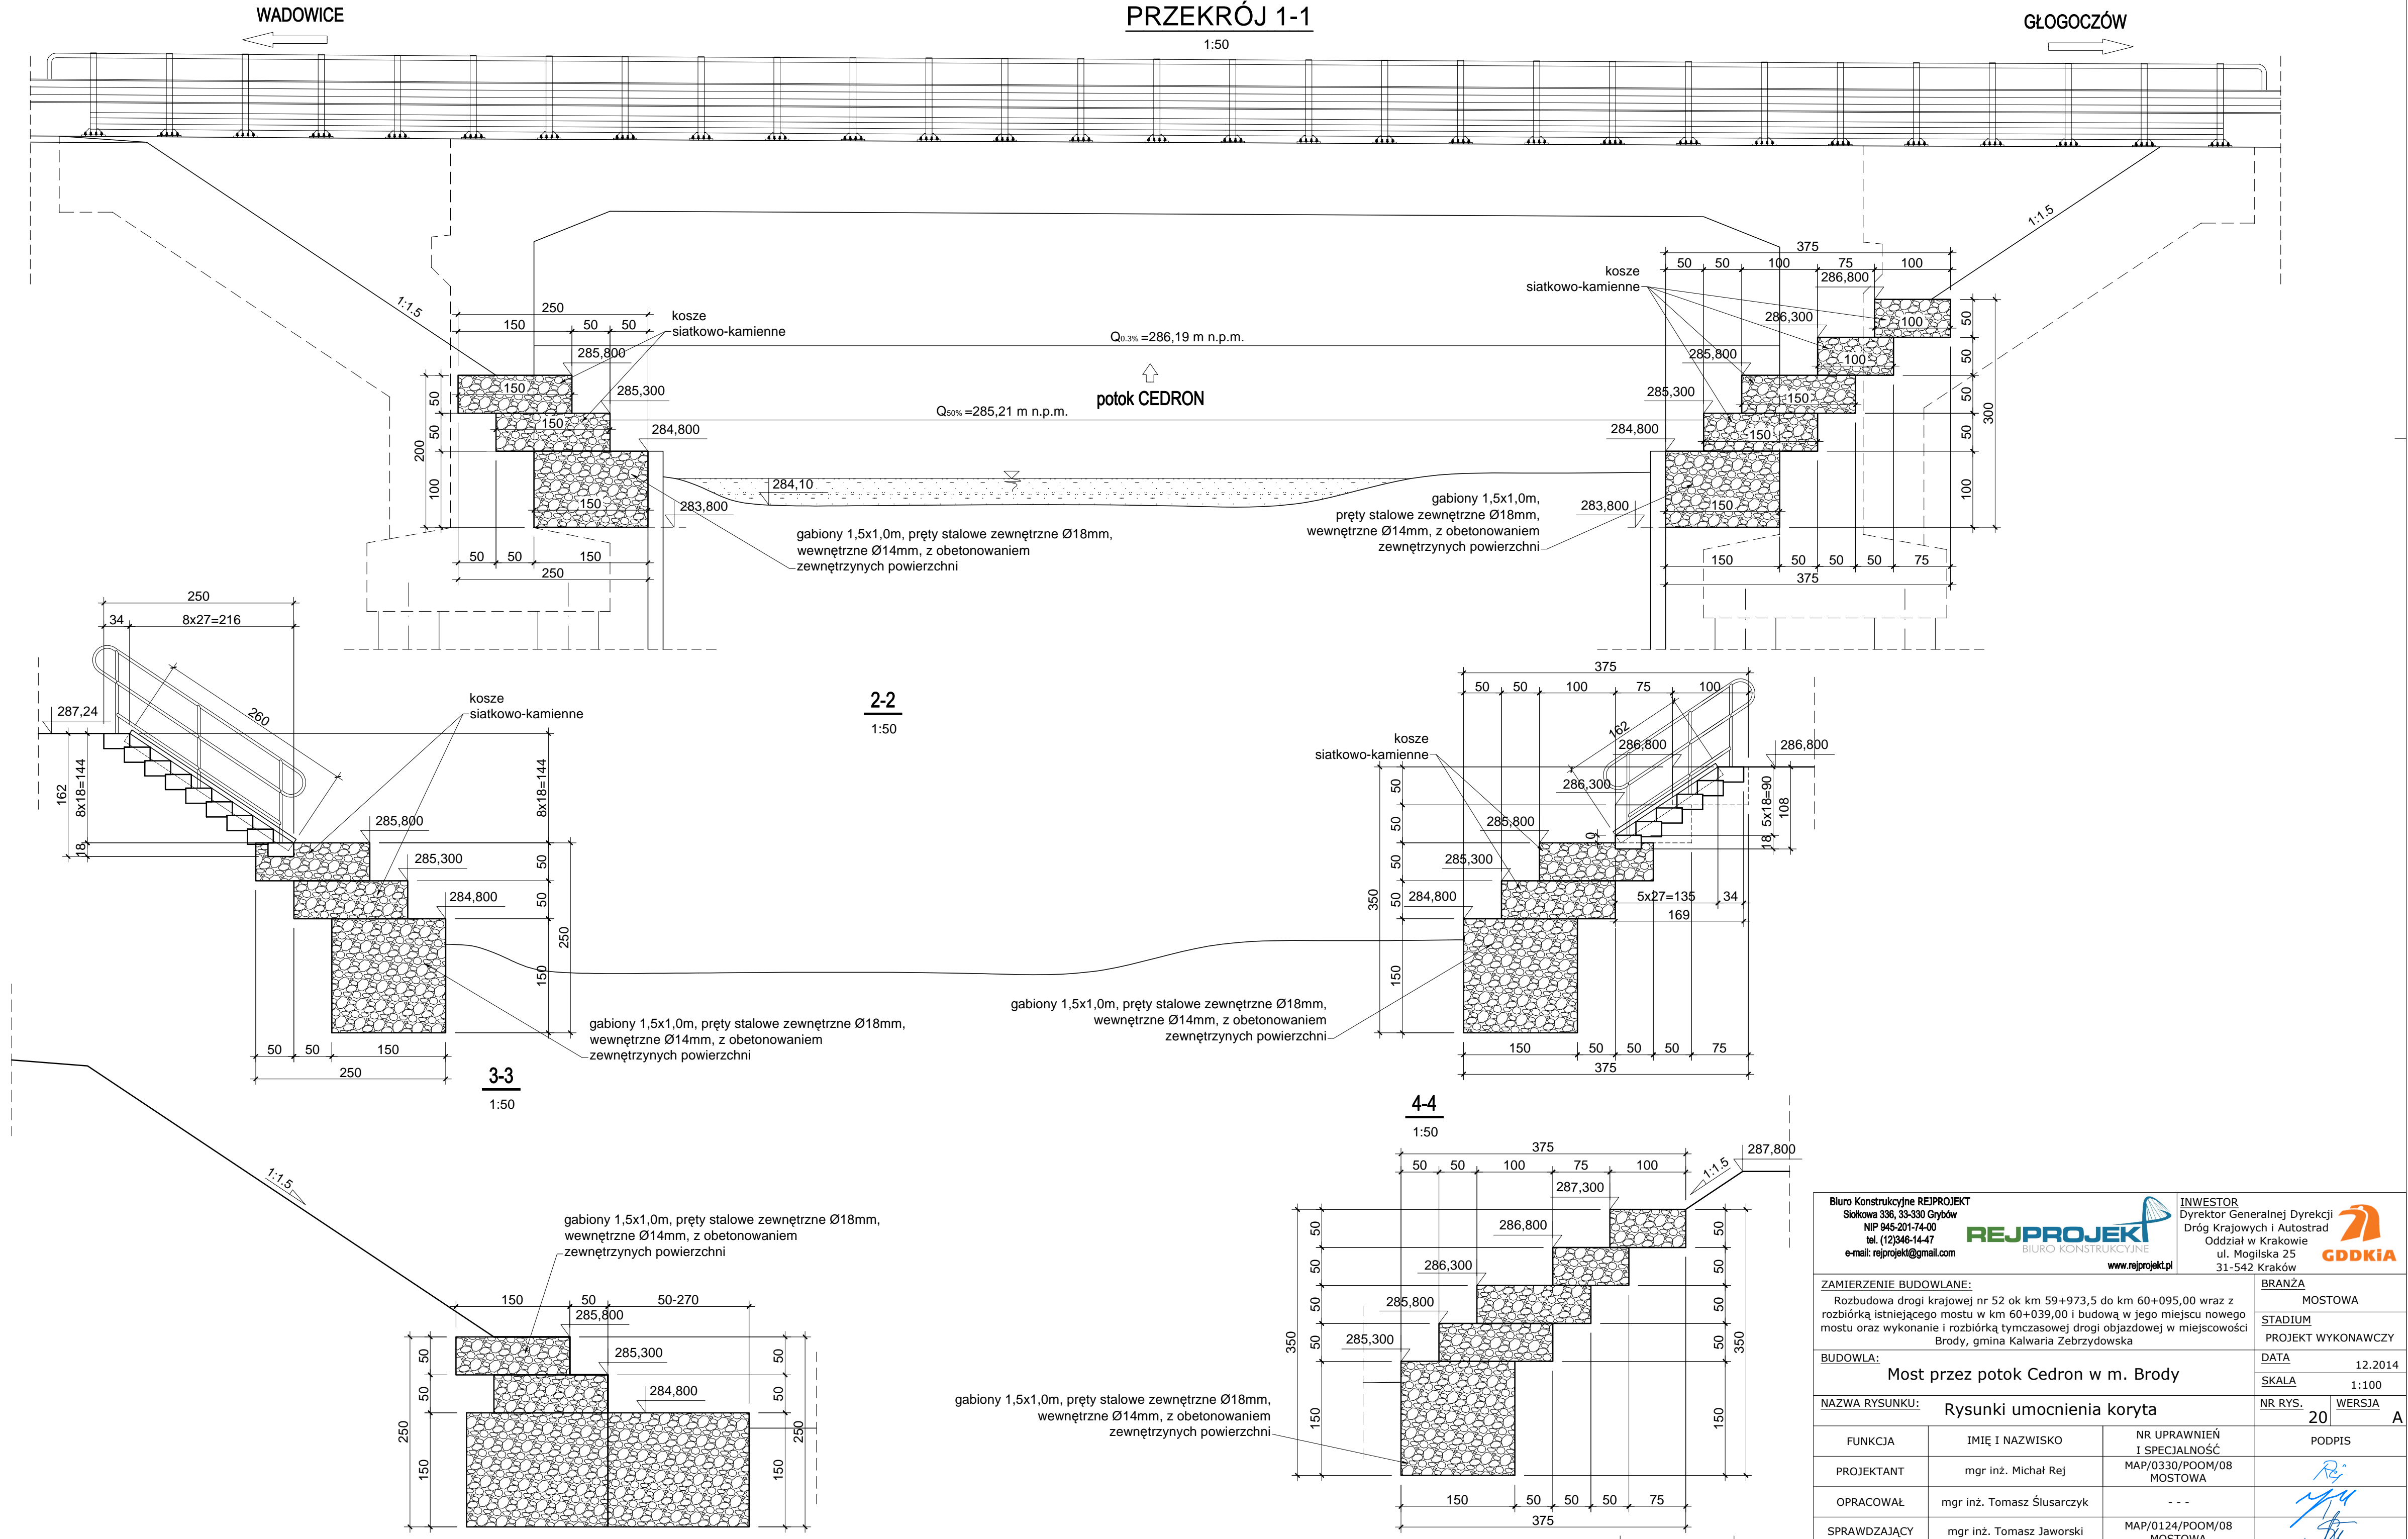 WADOWICE
PRZEKRÓJ 1-1
1:50
GŁOGOCZÓW
1:1.5
250
150 50 50
kosze
siatkowo-kamienne
285,800
150
285,300
150
284,800
150
283,800
200
50
50
100
50 50 150
250
Q0.3% =286,19 m n.p.m.
potok CEDRON
Q50% =285,21 m n.p.m.
284,10
gabiony 1,5x1,0m, pręty stalowe zewnętrzne Ø18mm,
wewnętrzne Ø14mm, z obetonowaniem
zewnętrzynych powierzchni
1:1.5
375
50 50 100 75 100
kosze
siatkowo-kamienne
286,800
286,300
285,800
285,300
284,800
283,800
100
100
150
150
150
50
50
50
50
100
300
gabiony 1,5x1,0m,
pręty stalowe zewnętrzne Ø18mm,
wewnętrzne Ø14mm, z obetonowaniem
zewnętrzynych powierzchni
150 50 50 50 75
375
2-2
1:50
250
34 8x27=216
287,24
260
kosze
siatkowo-kamienne
162
8x18=144
18
8x18=144
285,800
285,300
284,800
50
50
150
250
50 50 150
250
gabiony 1,5x1,0m, pręty stalowe zewnętrzne Ø18mm,
wewnętrzne Ø14mm, z obetonowaniem
zewnętrzynych powierzchni
375
50 50 100 75 100
162
kosze
siatkowo-kamienne
286,800
286,800
286,300
285,800
10
285,300
284,800
5x18=90
18
108
5x27=135 34
169
350
50
50
50
50
150
gabiony 1,5x1,0m, pręty stalowe zewnętrzne Ø18mm,
wewnętrzne Ø14mm, z obetonowaniem
zewnętrzynych powierzchni
150 50 50 50 75
375
3-3
1:50
1:1.5
gabiony 1,5x1,0m, pręty stalowe zewnętrzne Ø18mm,
wewnętrzne Ø14mm, z obetonowaniem
zewnętrzynych powierzchni
150 50 50-270
285,800
285,300
284,800
250
50
50
150
50
50
150
250
4-4
1:50
375
50 50 100 75 100
1:1.5
287,800
287,300
286,800
286,300
285,800
285,300
350
50
50
50
50
150
50
50
50
50
150
350
gabiony 1,5x1,0m, pręty stalowe zewnętrzne Ø18mm,
wewnętrzne Ø14mm, z obetonowaniem
zewnętrzynych powierzchni
150 50 50 50 75
375
Biuro Konstrukcyjne REJPROJEKT
Siołkowa 336, 33-330 Grybów
NIP 945-201-74-00
tel. (12)346-14-47
e-mail: rejprojekt@gmail.com
REJPROJEKT
BIURO KONSTRUKCYJNE
www.rejprojekt.pl
INWESTOR
Dyrektor Generalnej Dyrekcji
Dróg Krajowych i Autostrad
Oddział w Krakowie
ul. Mogilska 25
31-542 Kraków
GDDKiA
ZAMIERZENIE BUDOWLANE:
Rozbudowa drogi krajowej nr 52 ok km 59+973,5 do km 60+095,00 wraz z
rozbiórką istniejącego mostu w km 60+039,00 i budową w jego miejscu nowego
mostu oraz wykonanie i rozbiórką tymczasowej drogi objazdowej w miejscowości
Brody, gmina Kalwaria Zebrzydowska
BRANŻA
MOSTOWA
STADIUM
PROJEKT WYKONAWCZY
BUDOWLA:
Most przez potok Cedron w m. Brody
DATA
12.2014
SKALA
1:100
NAZWA RYSUNKU:
Rysunki umocnienia koryta
NR RYS.
20
WERSJA
A
FUNKCJA
IMIĘ I NAZWISKO
NR UPRAWNIEŃ
I SPECJALNOŚĆ
PODPIS
PROJEKTANT
mgr inż. Michał Rej
MAP/0330/POOM/08
MOSTOWA
OPRACOWAŁ
mgr inż. Tomasz Ślusarczyk
- - -
SPRAWDZAJĄCY
mgr inż. Tomasz Jaworski
MAP/0124/POOM/08
MOSTOWA